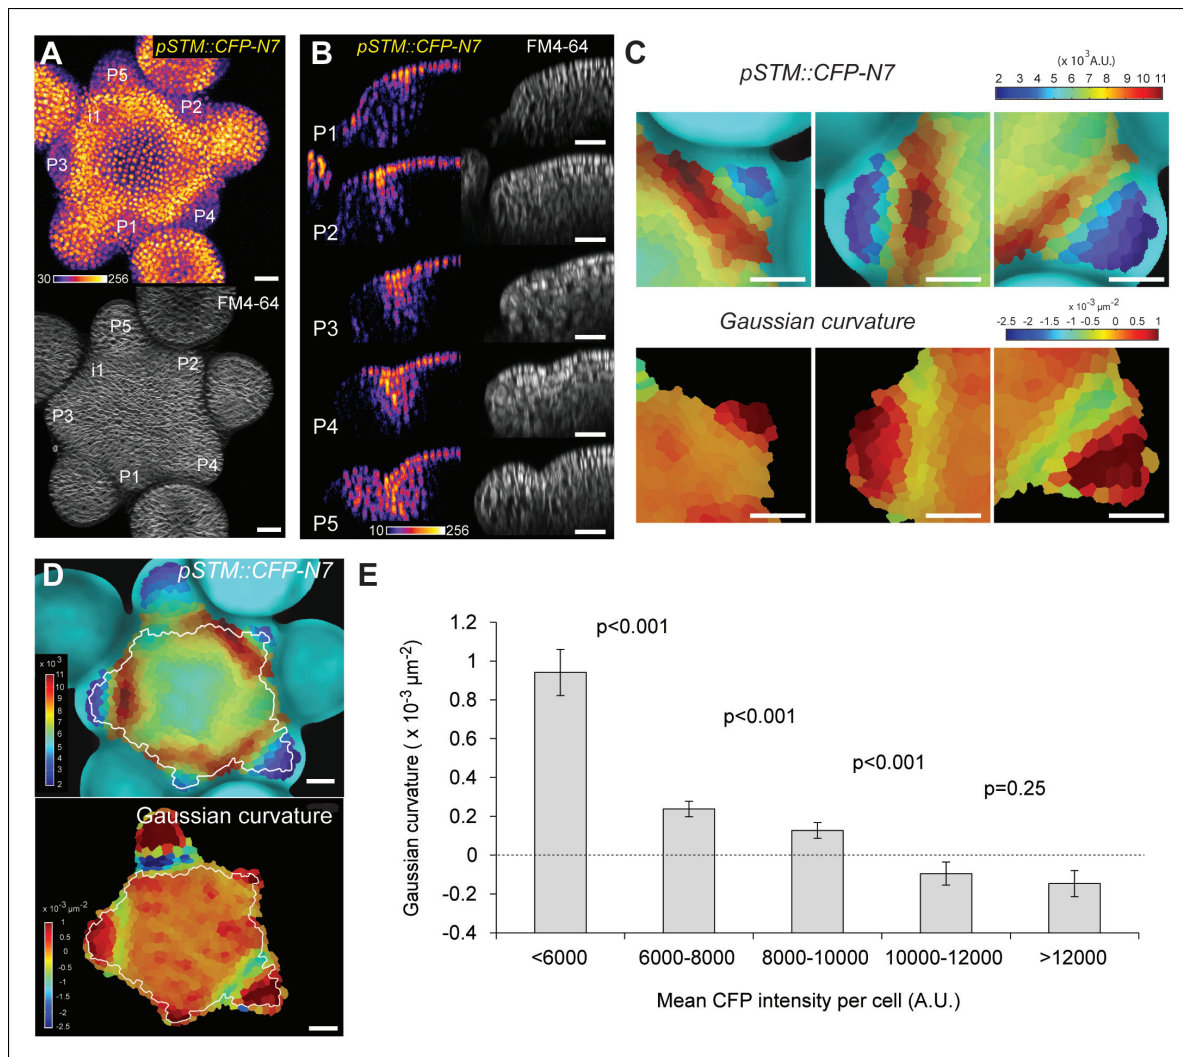 A
pSTM::CFP-N7
P5
i1
P2
P3
P1
P4
30
256
FM4-64
P5
i1
P2
P3
P1
P4
B
pSTM::CFP-N7
FM4-64
P1
P2
P3
P4
P5
10
256
C
pSTM::CFP-N7
(x 10³A.U.)
2 3 4 5 6 7 8 9 10 11
Gaussian curvature
x 10⁻³ µm⁻²
-2.5 -2 -1.5 -1 -0.5 0 0.5 1
D
pSTM::CFP-N7
x 10³
11
10
9
8
7
6
5
4
3
2
Gaussian curvature
x 10⁻³ µm⁻²
1
0.5
0
-0.5
-1
-1.5
-2
-2.5
E
Gaussian curvature ( x 10⁻³ µm⁻²)
1.2
1
0.8
0.6
0.4
0.2
0
-0.2
-0.4
p<0.001
p<0.001
p<0.001
p=0.25
<6000
6000-8000
8000-10000
10000-12000
>12000
Mean CFP intensity per cell (A.U.)